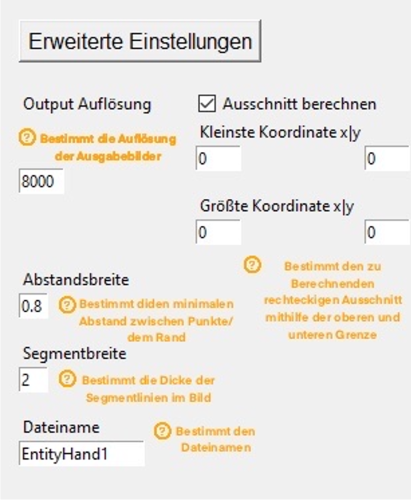 Erweiterte Einstellungen
Output Auflösung
? Bestimmt die Auflösung
der Ausgabebilder
8000
Ausschnitt berechnen
Kleinste Koordinate x|y
0 0
Größte Koordinate x|y
0 0
? Bestimmt den zu
Berechnenden
rechteckigen Ausschnitt
mithilfe der oberen und
unteren Grenze
Abstandsbreite
0.8
? Bestimmt diden minimalen
Abstand zwischen Punkte/
dem Rand
Segmentbreite
2
? Bestimmt die Dicke der
Segmentlinien im Bild
Dateiname
EntityHand1
? Bestimmt den
Dateinamen